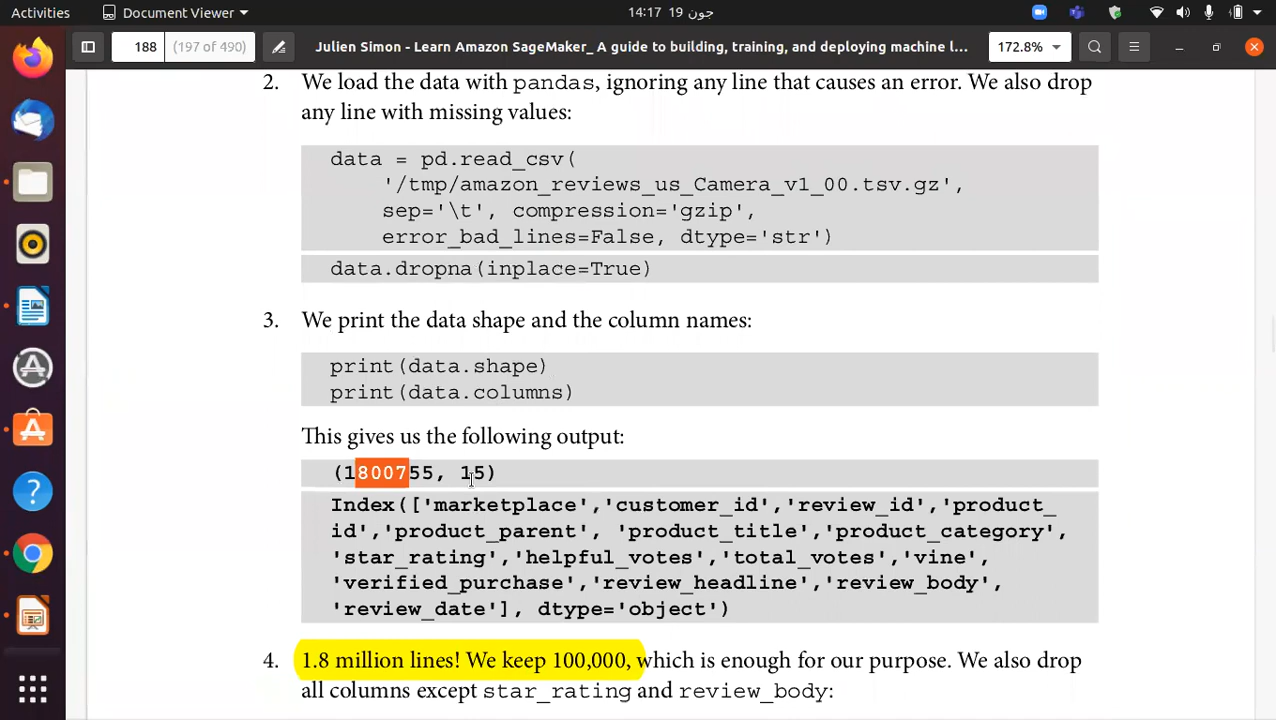 Activities
Document Viewer
14:17 19 جون
188
(197 of 490)
Julien Simon - Learn Amazon SageMaker_ A guide to building, training, and deploying machine l...
172.8%
2. We load the data with pandas, ignoring any line that causes an error. We also drop
any line with missing values:
data = pd.read_csv(
'/tmp/amazon_reviews_us_Camera_v1_00.tsv.gz',
sep='\t', compression='gzip',
error_bad_lines=False, dtype='str')
data.dropna(inplace=True)
3. We print the data shape and the column names:
print(data.shape)
print(data.columns)
This gives us the following output:
(1800755, 15)
Index(['marketplace','customer_id','review_id','product_
id','product_parent', 'product_title','product_category',
'star_rating','helpful_votes','total_votes','vine',
'verified_purchase','review_headline','review_body',
'review_date'], dtype='object')
4. 1.8 million lines! We keep 100,000, which is enough for our purpose. We also drop
all columns except star_rating and review_body: